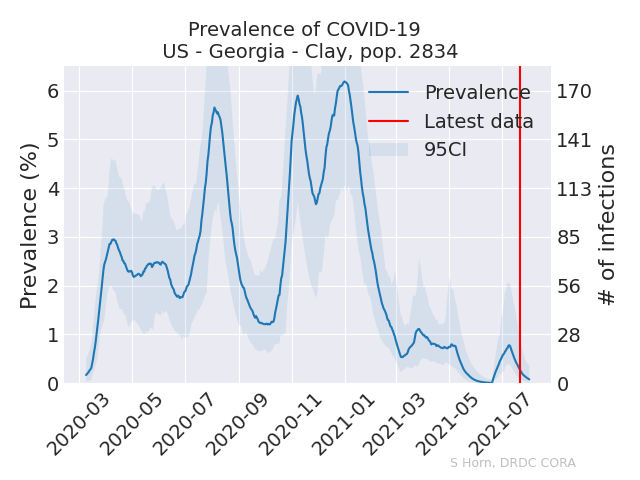 Prevalence of COVID-19
US - Georgia - Clay, pop. 2834
Prevalence (%)
6
5
4
3
2
1
0
Prevalence
Latest data
95CI
170
141
113
85
56
28
0
# of infections
2020-03
2020-05
2020-07
2020-09
2020-11
2021-01
2021-03
2021-05
2021-07
S Horn, DRDC CORA